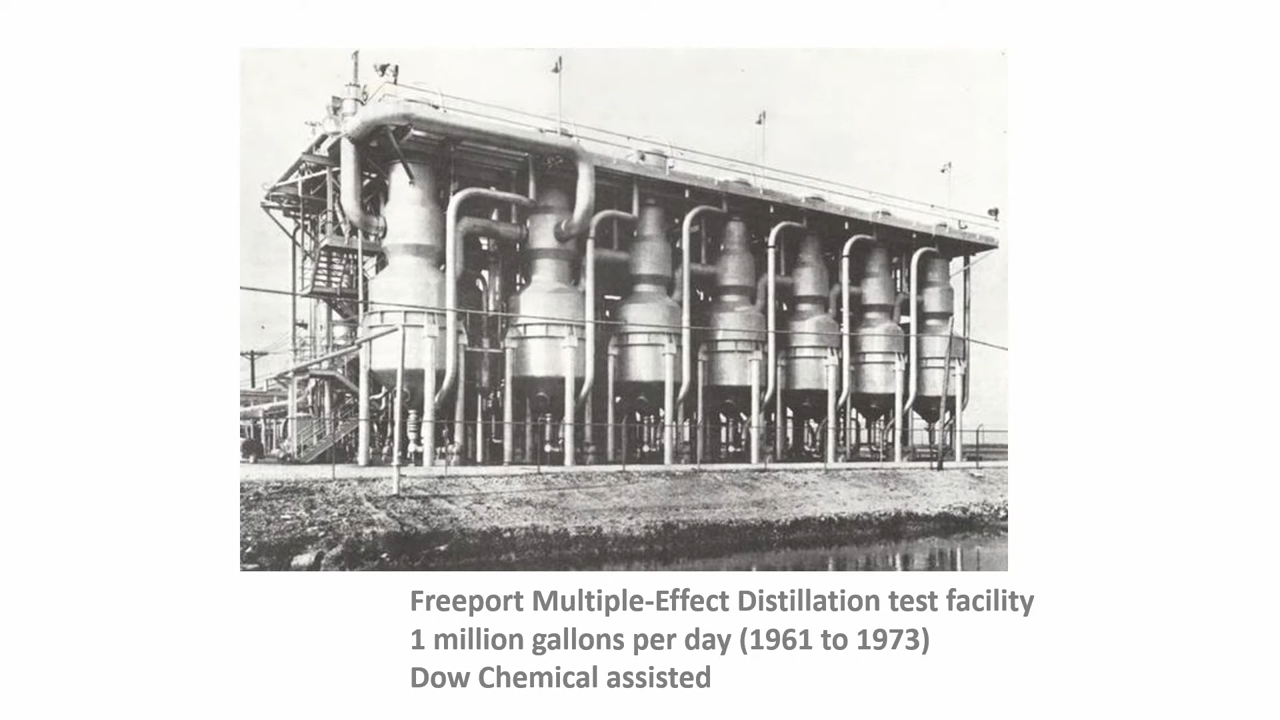 Freeport Multiple-Effect Distillation test facility
1 million gallons per day (1961 to 1973)
Dow Chemical assisted